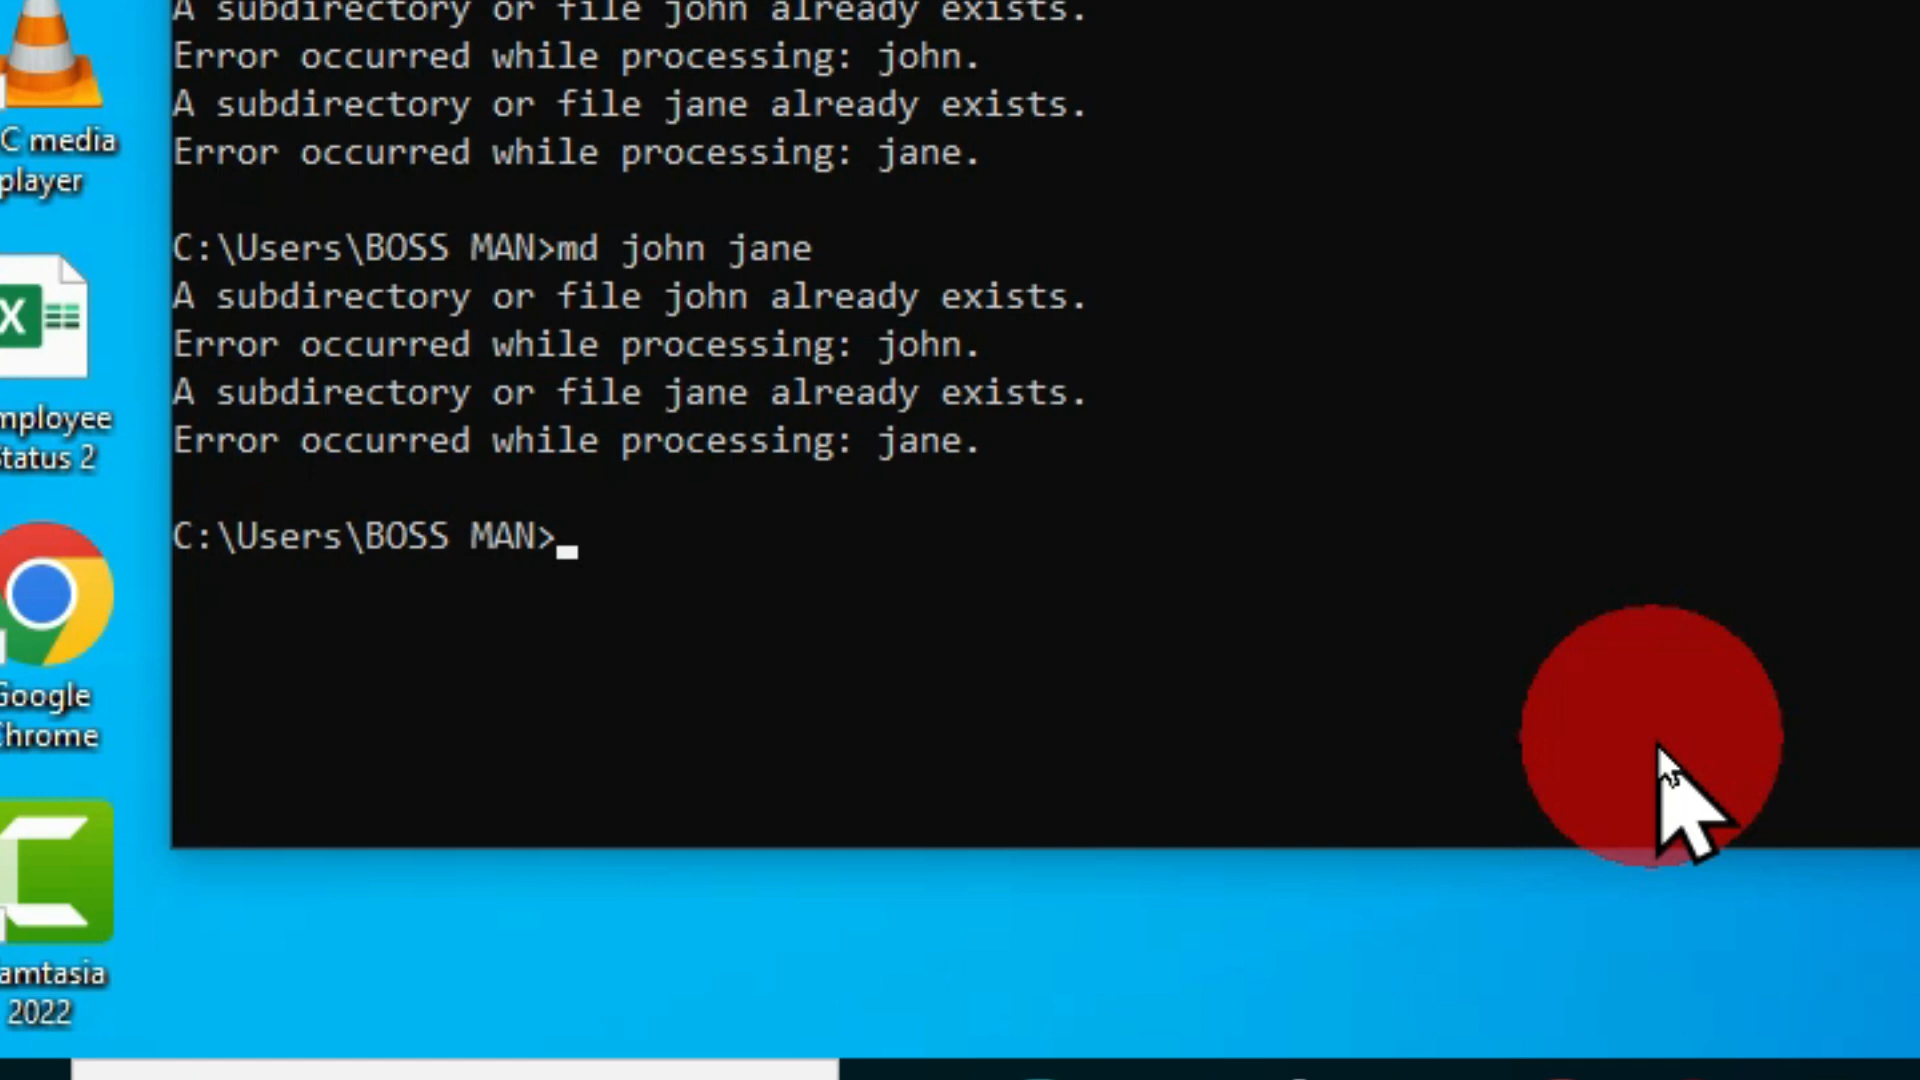 A subdirectory or file john already exists.
Error occurred while processing: john.
A subdirectory or file jane already exists.
Error occurred while processing: jane.
C:\Users\BOSS MAN>md john jane
A subdirectory or file john already exists.
Error occurred while processing: john.
A subdirectory or file jane already exists.
Error occurred while processing: jane.
C:\Users\BOSS MAN>
C media
player
mployee
tatus 2
Google
Chrome
amtasia
2022